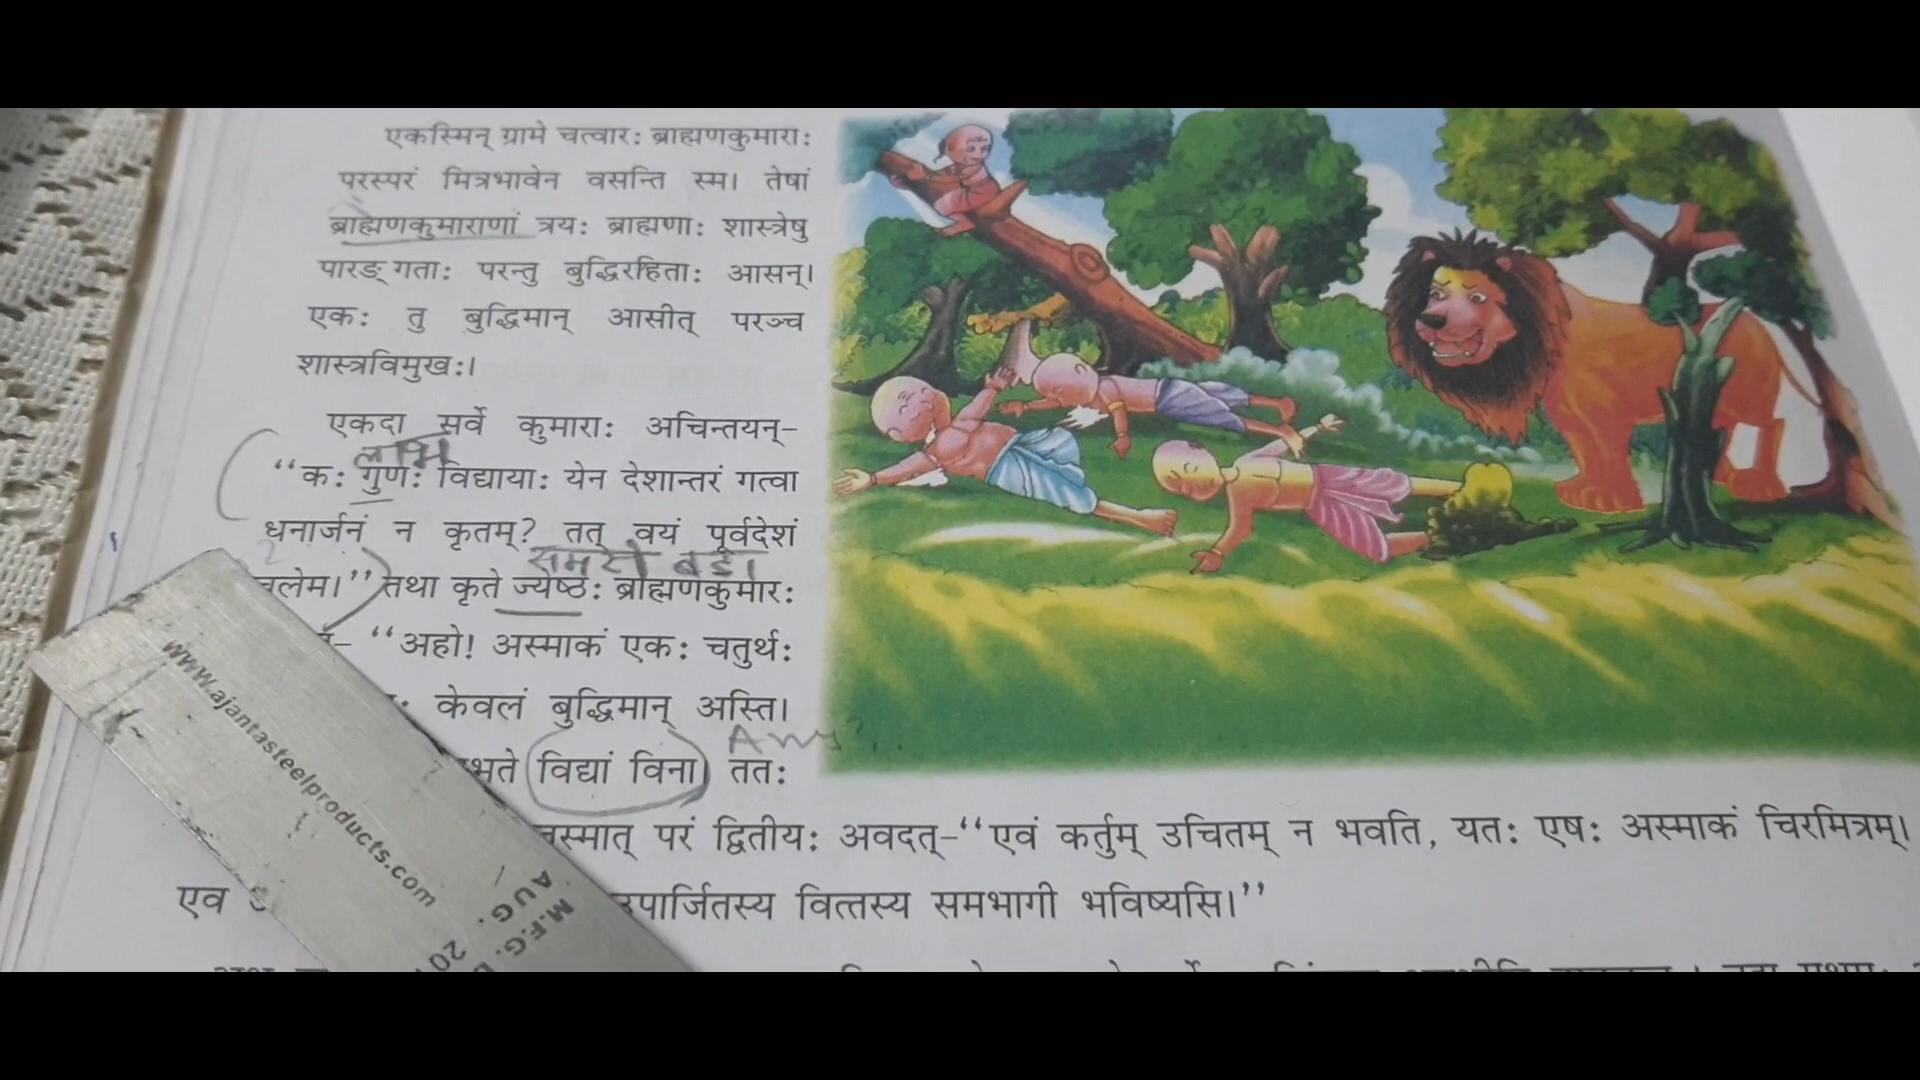 एकस्मिन् ग्रामे चत्वारः ब्राह्मणकुमाराः
परस्परं मित्रभावेन वसन्ति स्म। तेषां
ब्राह्मणकुमाराणां त्रयः ब्राह्मणाः शास्त्रेषु
पारङ्गताः परन्तु बुद्धिरहिताः आसन्।
एकः तु बुद्धिमान् आसीत् परञ्च
शास्त्रविमुखः।
एकदा सर्वे कुमाराः अचिन्तयन्-
लाभ
“कः गुणः विद्यायाः येन देशान्तरं गत्वा
धनार्जनं न कृतम्? तत् वयं पूर्वदेशं
सबसे बड़ा
चलेम।” तथा कृते ज्येष्ठः ब्राह्मणकुमारः
“अहो! अस्माकं एकः चतुर्थः
केवलं बुद्धिमान् अस्ति।
विद्यां विना ततः
परं द्वितीयः अवदत्-“एवं कर्तुम् उचितम् न भवति, यतः एषः अस्माकं चिरमित्रम्।
एव उपार्जितस्य वित्तस्य समभागी भविष्यसि।”
www.ajantasteelproducts.com
M.F.G.
AUG.